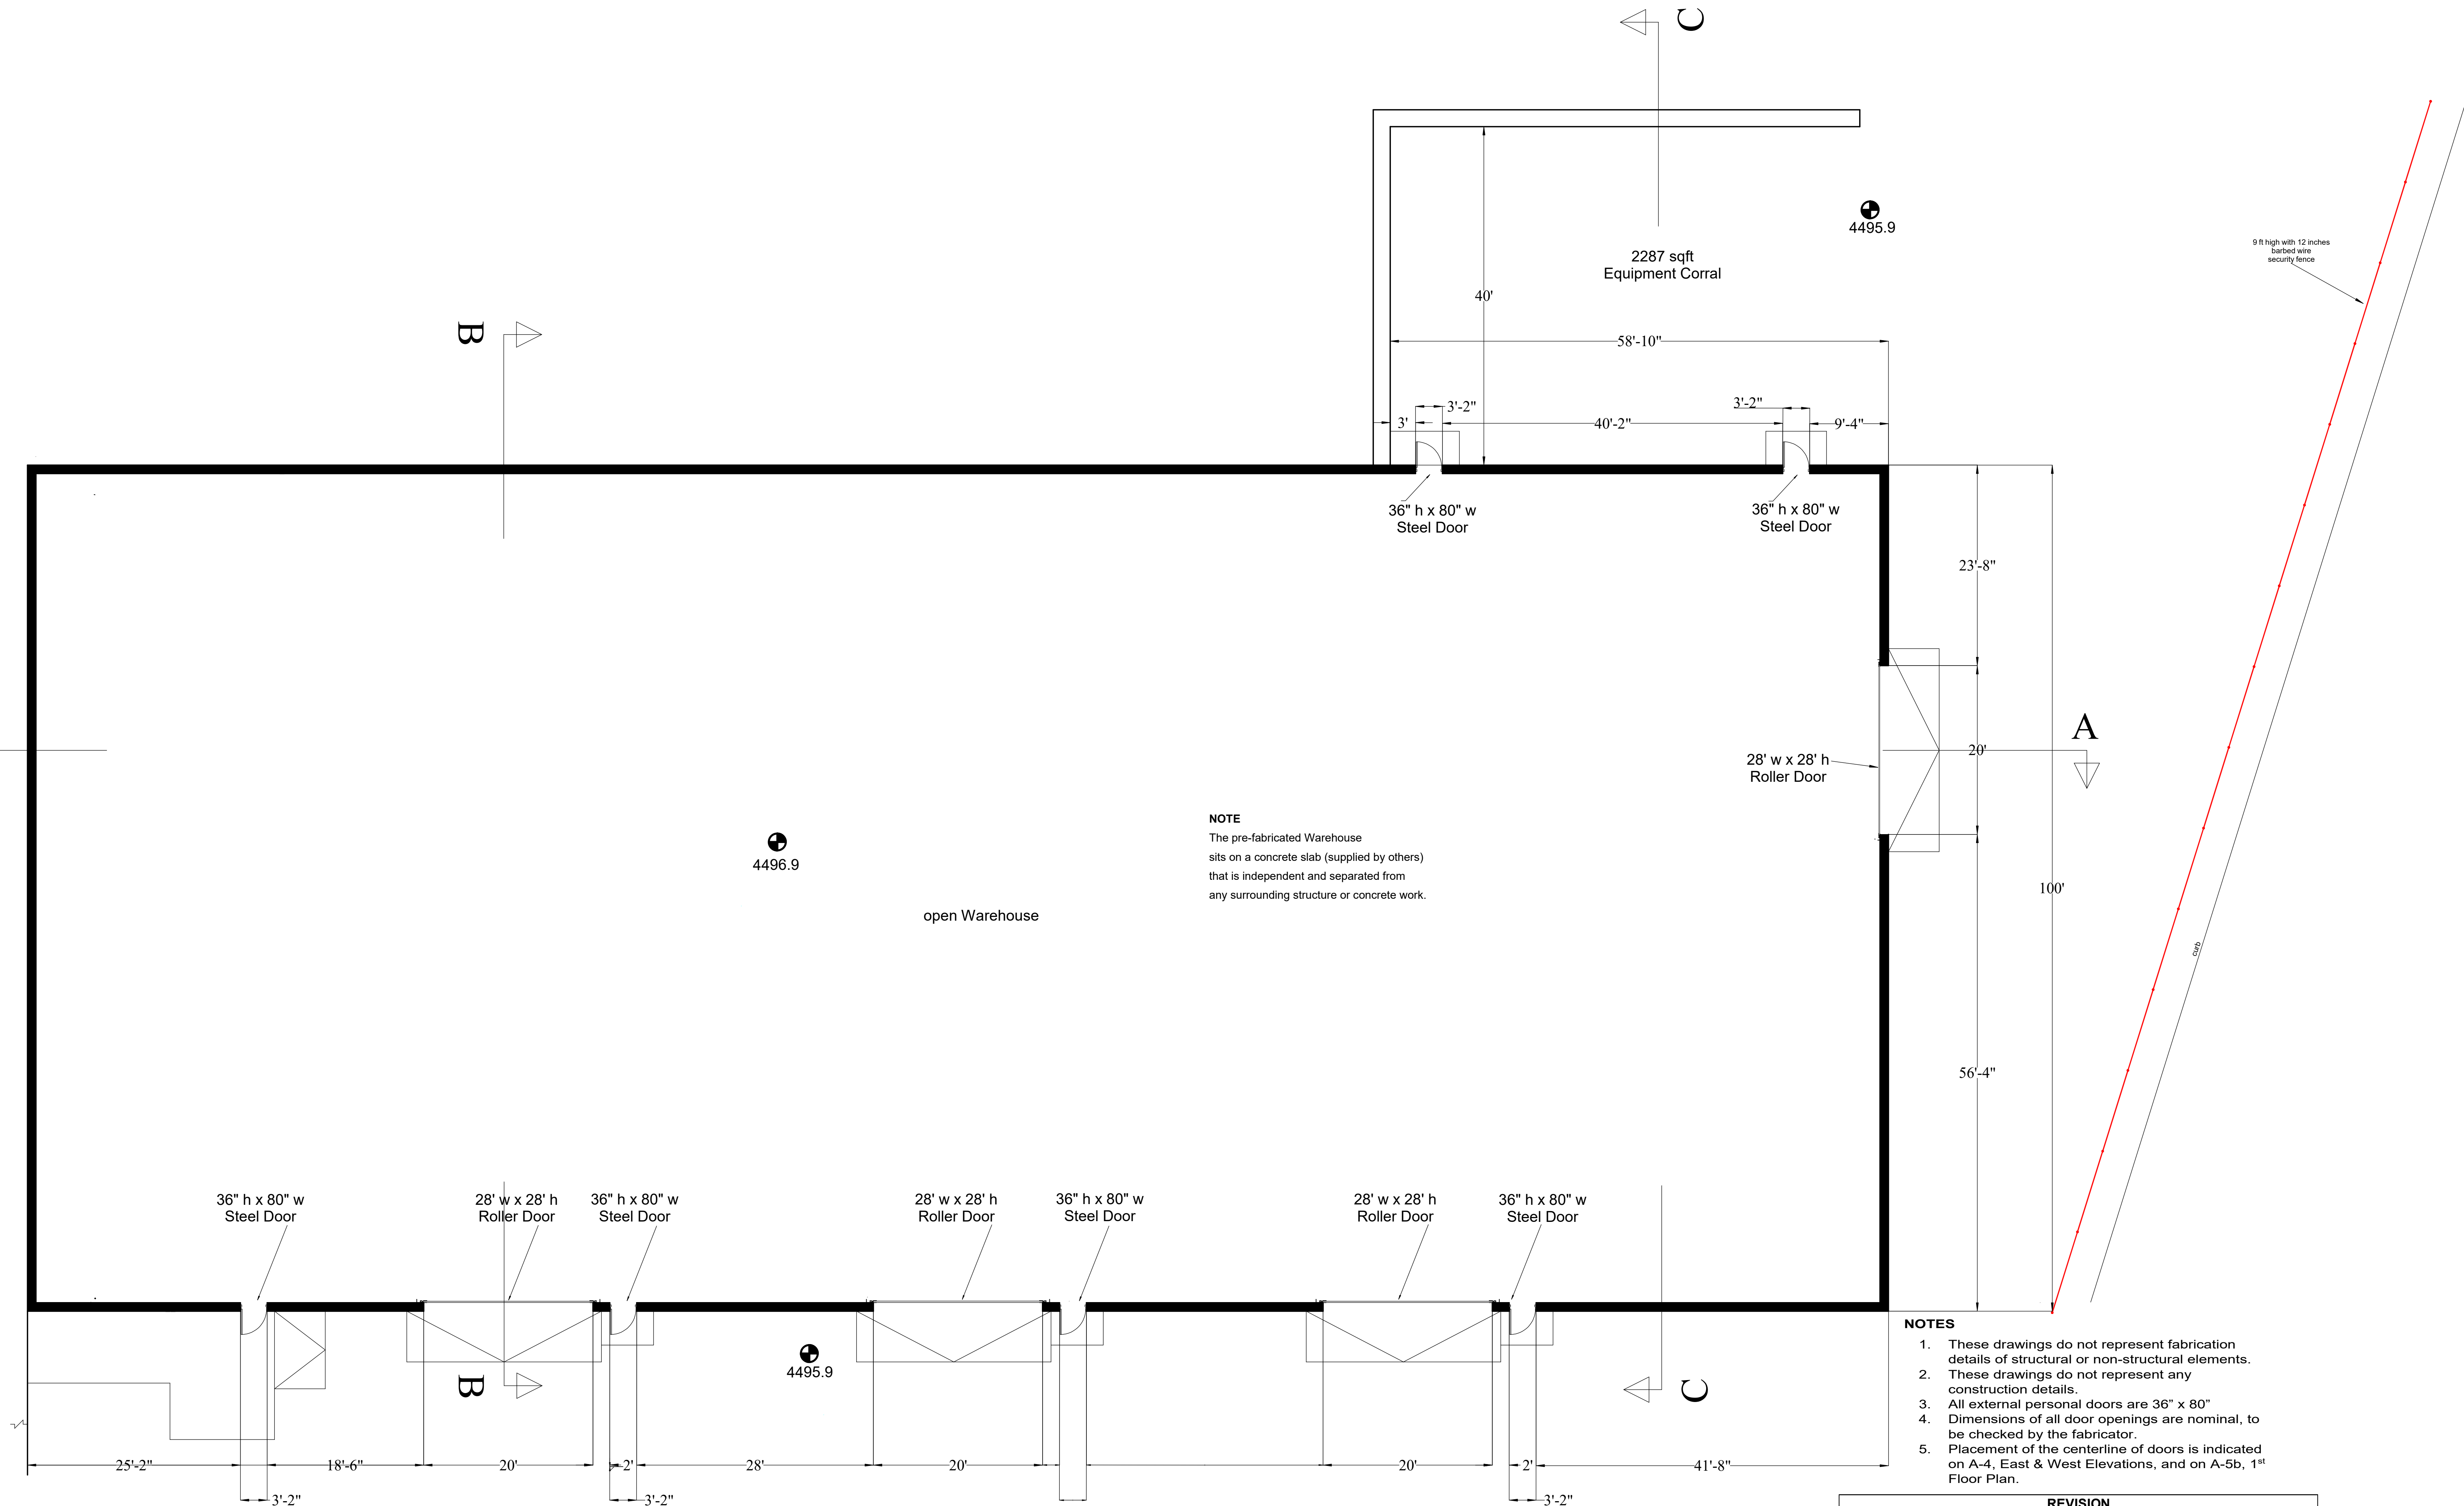 C
4495.9
9 ft high with 12 inches
barbed wire
security fence
2287 sqft
Equipment Corral
40'
B
58'-10"
3'-2"
3'-2"
3'
40'-2"
9'-4"
36" h x 80" w
Steel Door
36" h x 80" w
Steel Door
23'-8"
A
20'
28' w x 28' h
Roller Door
NOTE
The pre-fabricated Warehouse
sits on a concrete slab (supplied by others)
that is independent and separated from
any surrounding structure or concrete work.
4496.9
100'
open Warehouse
curb
56'-4"
36" h x 80" w
Steel Door
28' w x 28' h
Roller Door
36" h x 80" w
Steel Door
28' w x 28' h
Roller Door
36" h x 80" w
Steel Door
28' w x 28' h
Roller Door
36" h x 80" w
Steel Door
4495.9
B
C
25'-2"
18'-6"
20'
2'
28'
20'
20'
2'
41'-8"
3'-2"
3'-2"
3'-2"
NOTES
1. These drawings do not represent fabrication
details of structural or non-structural elements.
2. These drawings do not represent any
construction details.
3. All external personal doors are 36" x 80"
4. Dimensions of all door openings are nominal, to
be checked by the fabricator.
5. Placement of the centerline of doors is indicated
on A-4, East & West Elevations, and on A-5b, 1st
Floor Plan.
REVISION